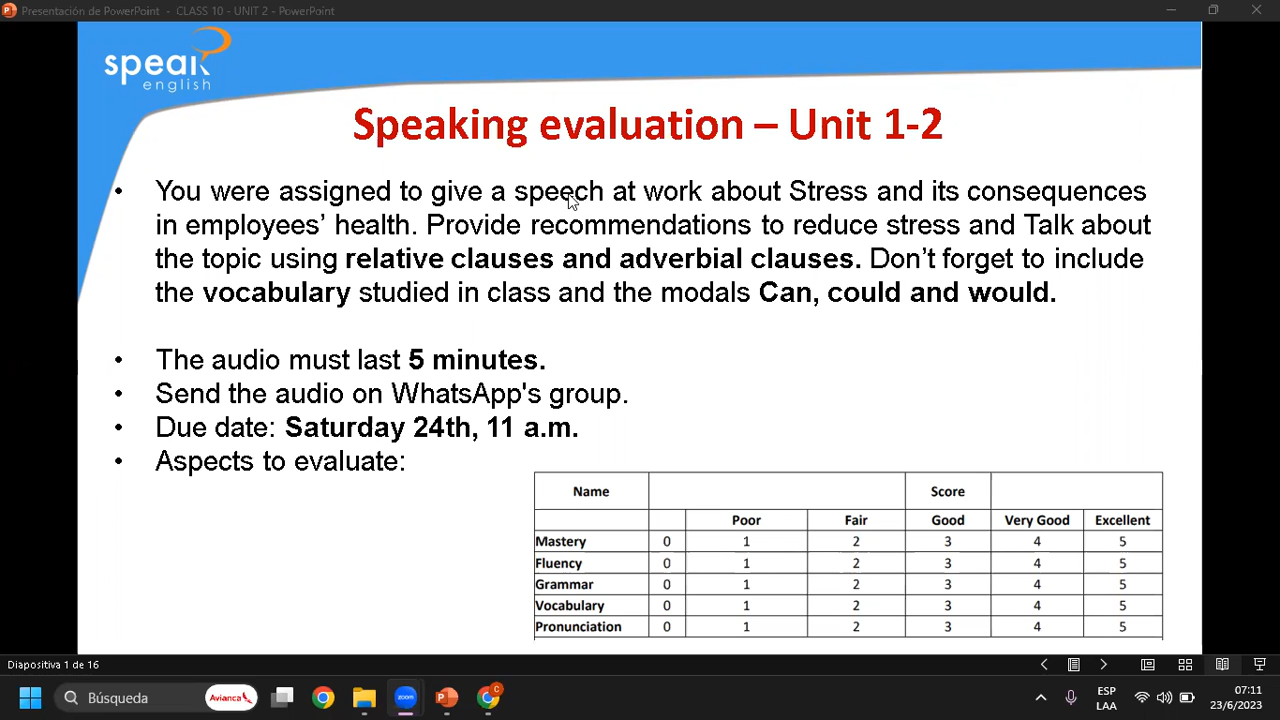 Presentación de PowerPoint - CLASS 10 - UNIT 2 - PowerPoint
speak
english
Speaking evaluation – Unit 1-2
• You were assigned to give a speech at work about Stress and its consequences
in employees’ health. Provide recommendations to reduce stress and Talk about
the topic using relative clauses and adverbial clauses. Don’t forget to include
the vocabulary studied in class and the modals Can, could and would.
• The audio must last 5 minutes.
• Send the audio on WhatsApp's group.
• Due date: Saturday 24th, 11 a.m.
• Aspects to evaluate:
Name Score
Poor Fair Good Very Good Excellent
Mastery 0 1 2 3 4 5
Fluency 0 1 2 3 4 5
Grammar 0 1 2 3 4 5
Vocabulary 0 1 2 3 4 5
Pronunciation 0 1 2 3 4 5
Diapositiva 1 de 16
Búsqueda
Avianca
C
ESP
LAA
07:11
23/6/2023